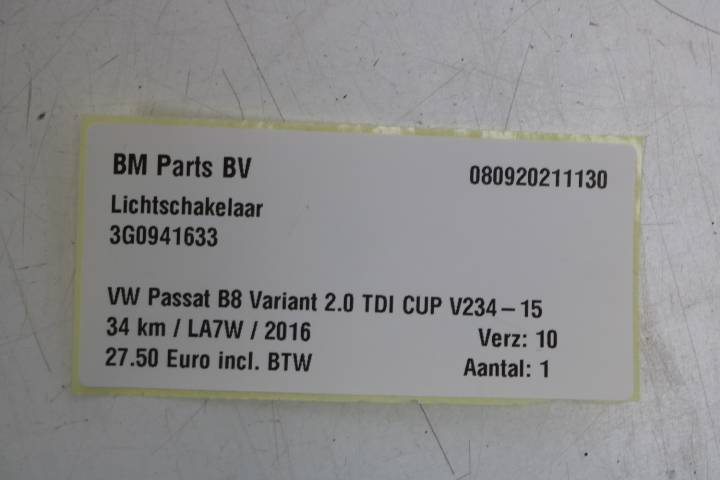 BM Parts BV 080920211130
Lichtschakelaar
3G0941633
VW Passat B8 Variant 2.0 TDI CUP V234-15
34 km / LA7W / 2016 Verz: 10
27.50 Euro incl. BTW Aantal: 1